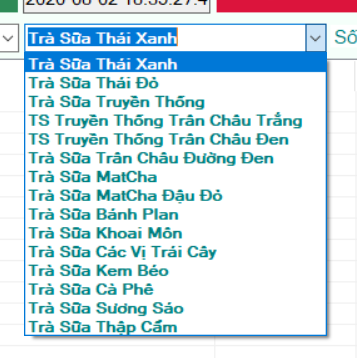 Trà Sữa Thái Xanh
Số
Trà Sữa Thái Xanh
Trà Sữa Thái Đỏ
Trà Sữa Truyền Thống
TS Truyền Thống Trân Châu Trắng
TS Truyền Thống Trân Châu Đen
Trà Sữa Trân Châu Đường Đen
Trà Sữa MatCha
Trà Sữa MatCha Đậu Đỏ
Trà Sữa Bánh Plan
Trà Sữa Khoai Môn
Trà Sữa Các Vị Trái Cây
Trà Sữa Kem Béo
Trà Sữa Cà Phê
Trà Sữa Sương Sáo
Trà Sữa Thập Cẩm